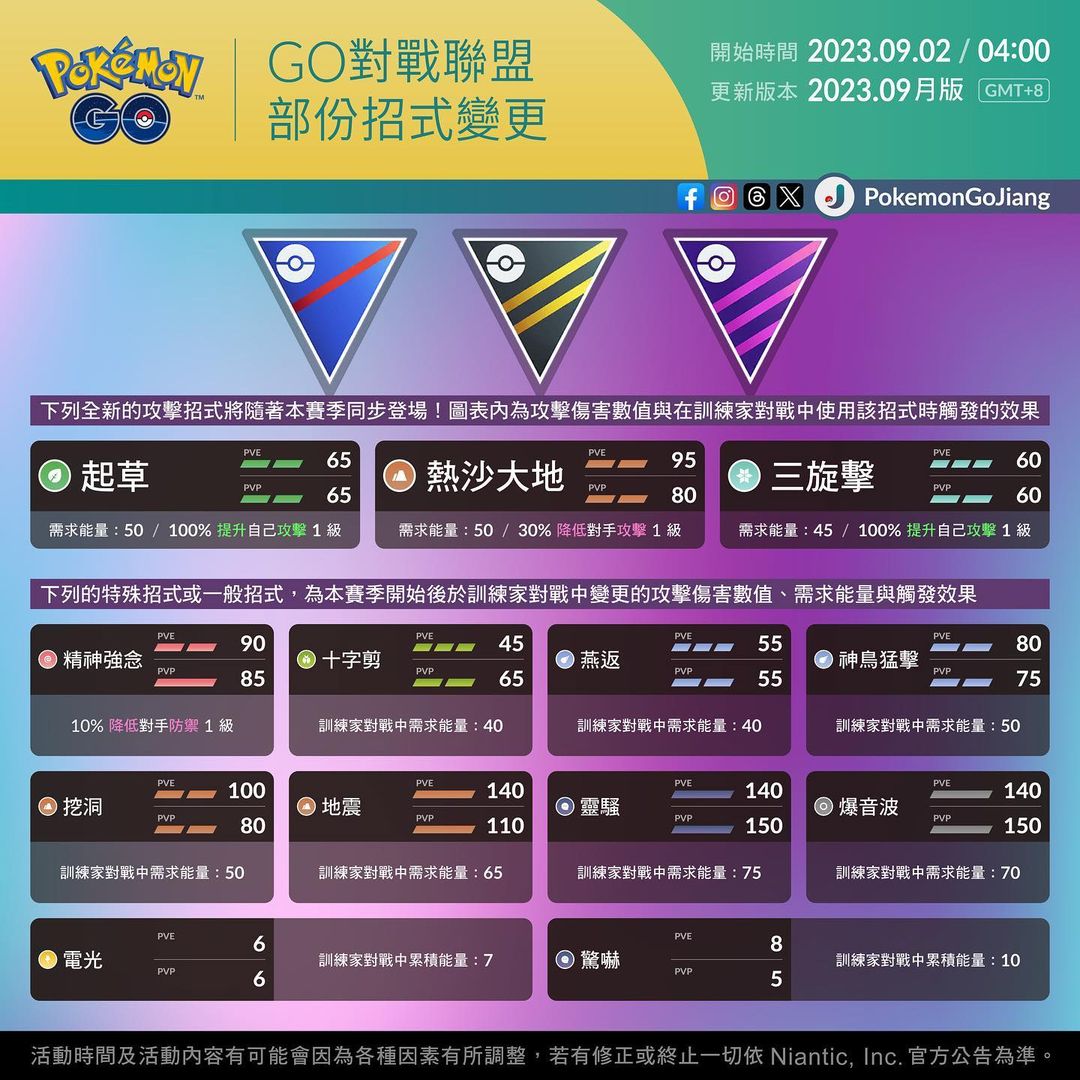 POKÉMON GO™
GO對戰聯盟
部份招式變更
開始時間 2023.09.02 / 04:00
更新版本 2023.09月版 GMT+8
PokemonGoJiang
下列全新的攻擊招式將隨著本賽季同步登場！圖表內為攻擊傷害數值與在訓練家對戰中使用該招式時觸發的效果
起草 PVE 65
PVP 65
需求能量：50 / 100% 提升自己攻擊 1 級
熱沙大地 PVE 95
PVP 80
需求能量：50 / 30% 降低對手攻擊 1 級
三旋擊 PVE 60
PVP 60
需求能量：45 / 100% 提升自己攻擊 1 級
下列的特殊招式或一般招式，為本賽季開始後於訓練家對戰中變更的攻擊傷害數值、需求能量與觸發效果
精神強念 PVE 90
PVP 85
10% 降低對手防禦 1 級
十字剪 PVE 45
PVP 65
訓練家對戰中需求能量：40
燕返 PVE 55
PVP 55
訓練家對戰中需求能量：40
神鳥猛擊 PVE 80
PVP 75
訓練家對戰中需求能量：50
挖洞 PVE 100
PVP 80
訓練家對戰中需求能量：50
地震 PVE 140
PVP 110
訓練家對戰中需求能量：65
靈騷 PVE 140
PVP 150
訓練家對戰中需求能量：75
爆音波 PVE 140
PVP 150
訓練家對戰中需求能量：70
電光 PVE 6
PVP 6
訓練家對戰中累積能量：7
驚嚇 PVE 8
PVP 5
訓練家對戰中累積能量：10
活動時間及活動內容有可能會因為各種因素有所調整，若有修正或終止一切依 Niantic, Inc. 官方公告為準。